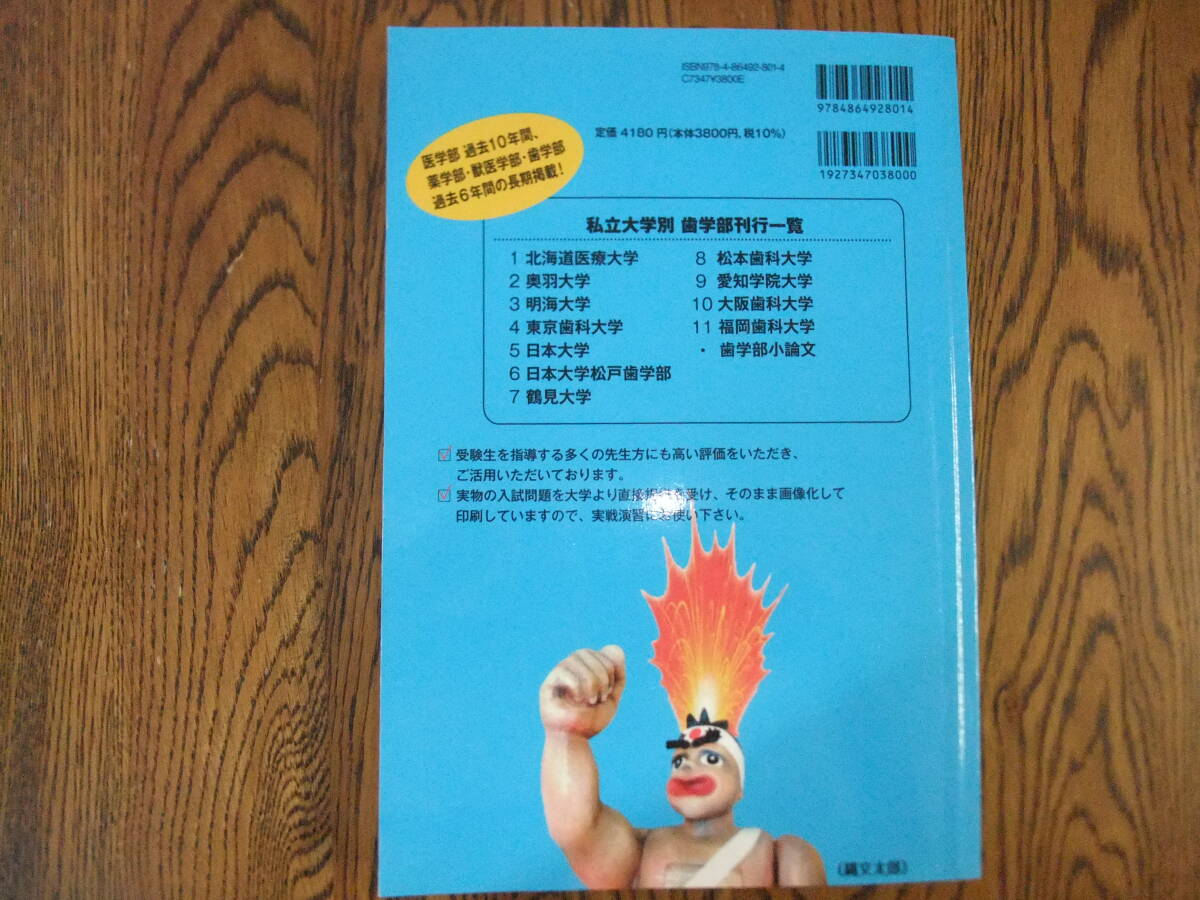 ISBN978-4-86492-801-4
C7347¥3800E
9784864928014
定価 4180 円(本体3800円、税10%)
1927347038000
医学部 過去10年間、
薬学部・獣医学部・歯学部
過去6年間の長期掲載！
私立大学別 歯学部刊行一覧
1 北海道医療大学
2 奥羽大学
3 明海大学
4 東京歯科大学
5 日本大学
6 日本大学松戸歯学部
7 鶴見大学
8 松本歯科大学
9 愛知学院大学
10 大阪歯科大学
11 福岡歯科大学
・ 歯学部小論文
受験生を指導する多くの先生方にも高い評価をいただき、
ご活用いただいております。
実物の入試問題を大学より直接 を受け、そのまま画像化して
印刷していますので、実戦演習にお使い下さい。